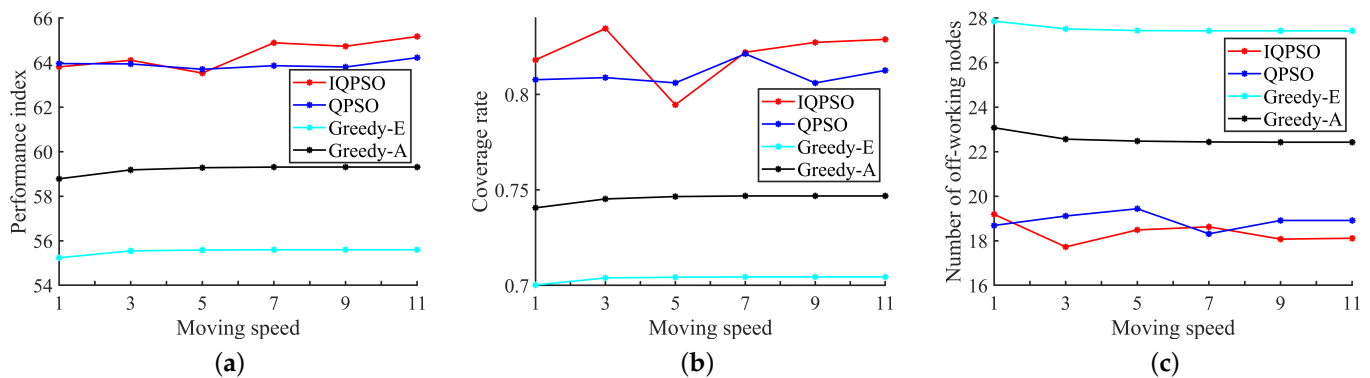 66
64
62
60
58
56
54
1
3
5
7
9
11
Performance index
Moving speed
IQPSO
QPSO
Greedy-E
Greedy-A
(a)
0.8
0.75
0.7
1
3
5
7
9
11
Coverage rate
Moving speed
IQPSO
QPSO
Greedy-E
Greedy-A
(b)
28
26
24
22
20
18
16
1
3
5
7
9
11
Number of off-working nodes
Moving speed
IQPSO
QPSO
Greedy-E
Greedy-A
(c)